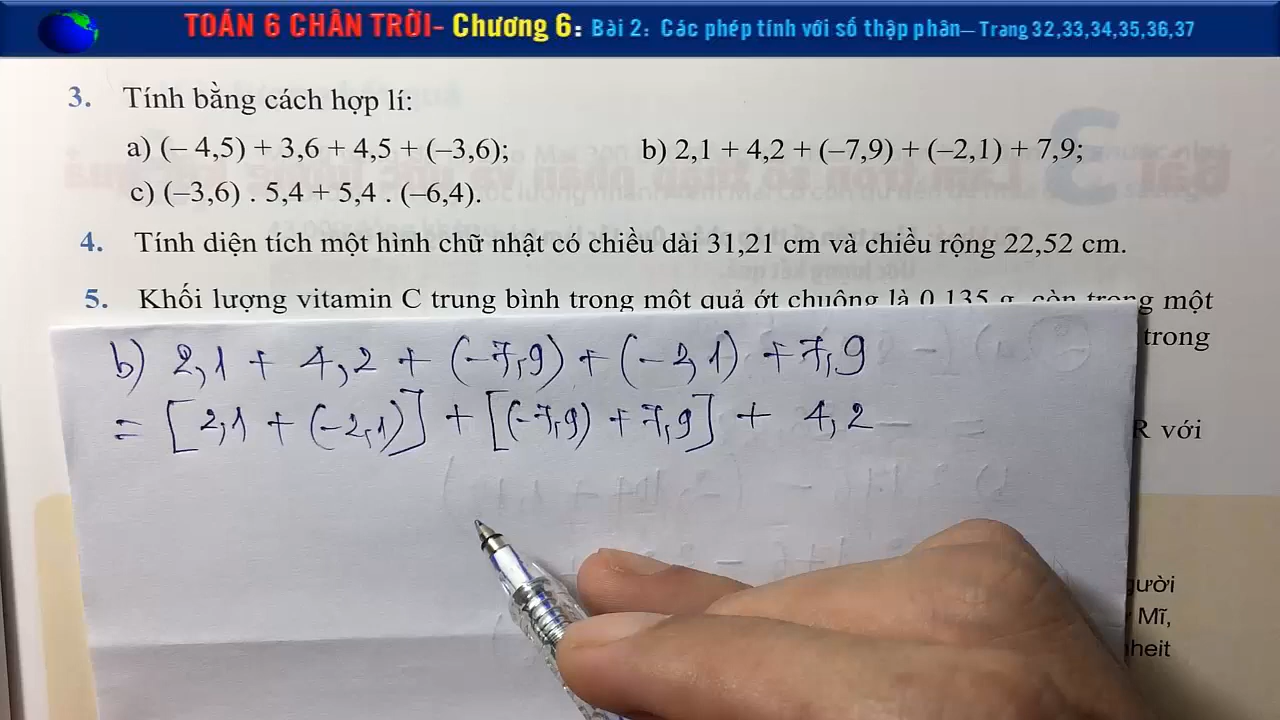 TOÁN 6 CHÂN TRỜI- Chương 6: Bài 2: Các phép tính với số thập phân– Trang 32,33,34,35,36,37
3. Tính bằng cách hợp lí:
a) (– 4,5) + 3,6 + 4,5 + (–3,6); b) 2,1 + 4,2 + (–7,9) + (–2,1) + 7,9;
c) (–3,6) . 5,4 + 5,4 . (–6,4).
4. Tính diện tích một hình chữ nhật có chiều dài 31,21 cm và chiều rộng 22,52 cm.
5. Khối lượng vitamin C trung bình trong một quả ớt chuông là 0,135 g, còn trong một
trong
b) 2,1 + 4,2 + (-7,9) + (-2,1) + 7,9
= [2,1 + (-2,1)] + [(-7,9) + 7,9] + 4,2
R với
Mĩ,